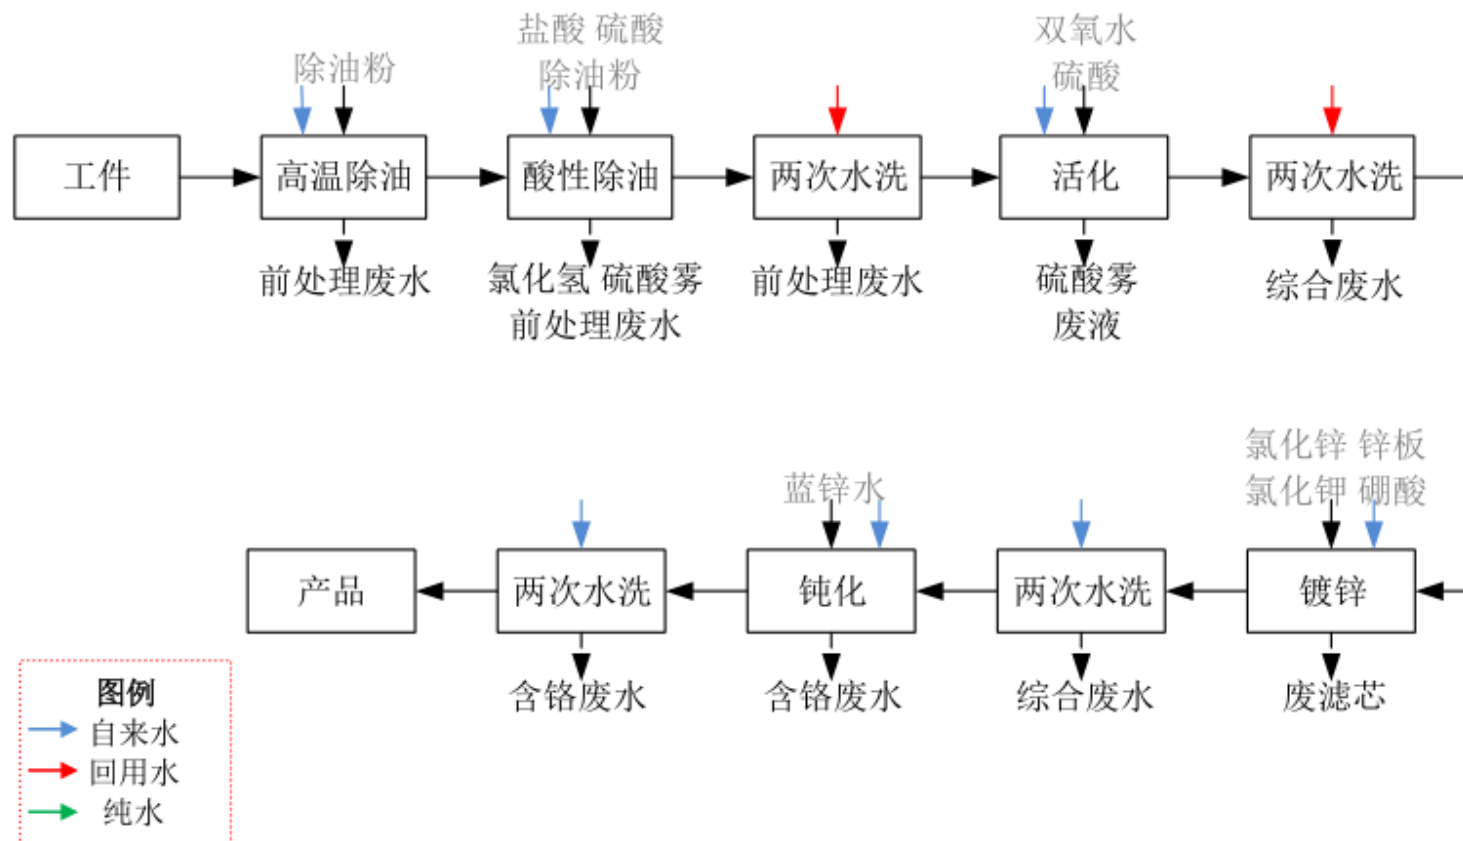 盐酸 硫酸
双氧水
除油粉
除油粉
硫酸
工件
高温除油
酸性除油
两次水洗
活化
两次水洗
前处理废水
氯化氢 硫酸雾
前处理废水
前处理废水
硫酸雾
废液
综合废水
氯化锌 锌板
氯化钾 硼酸
蓝锌水
产品
两次水洗
钝化
两次水洗
镀锌
含铬废水
含铬废水
综合废水
废滤芯
图例
自来水
回用水
纯水